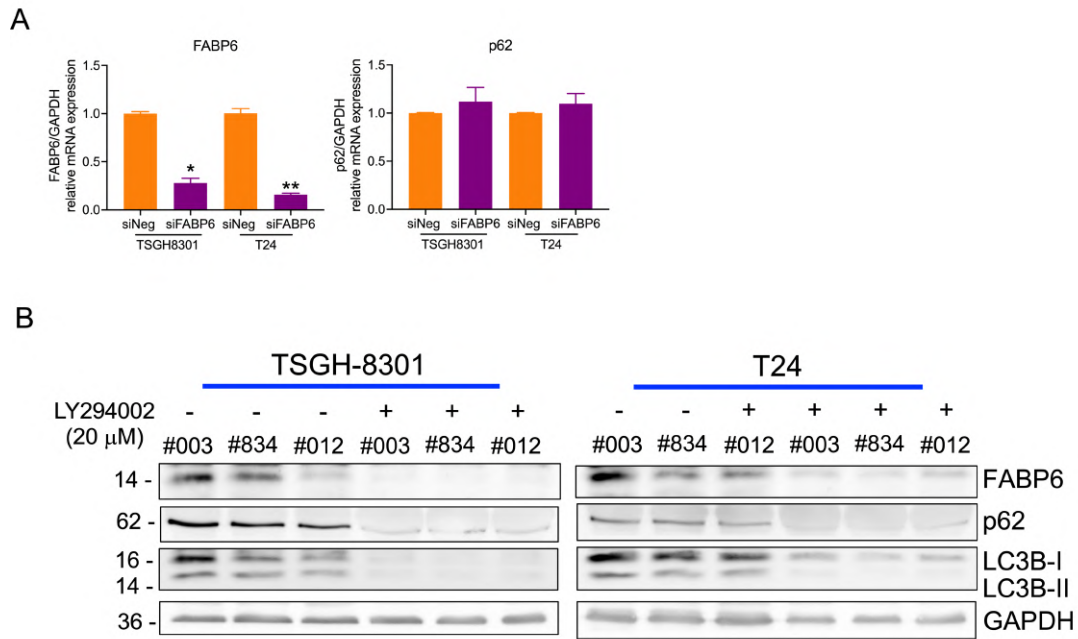 A
FABP6
FABP6/GAPDH
relative mRNA expression
1.5
1.0
0.5
0.0
*
**
siNeg siFABP6 siNeg siFABP6
TSGH8301 T24
p62
p62/GAPDH
relative mRNA expression
1.5
1.0
0.5
0.0
siNeg siFABP6 siNeg siFABP6
TSGH8301 T24
B
TSGH-8301 T24
LY294002 - - - + + + - - + + + +
(20 μM) #003 #834 #012 #003 #834 #012 #003 #834 #012 #003 #834 #012
14 - FABP6
62 - p62
16 - LC3B-I
14 - LC3B-II
36 - GAPDH